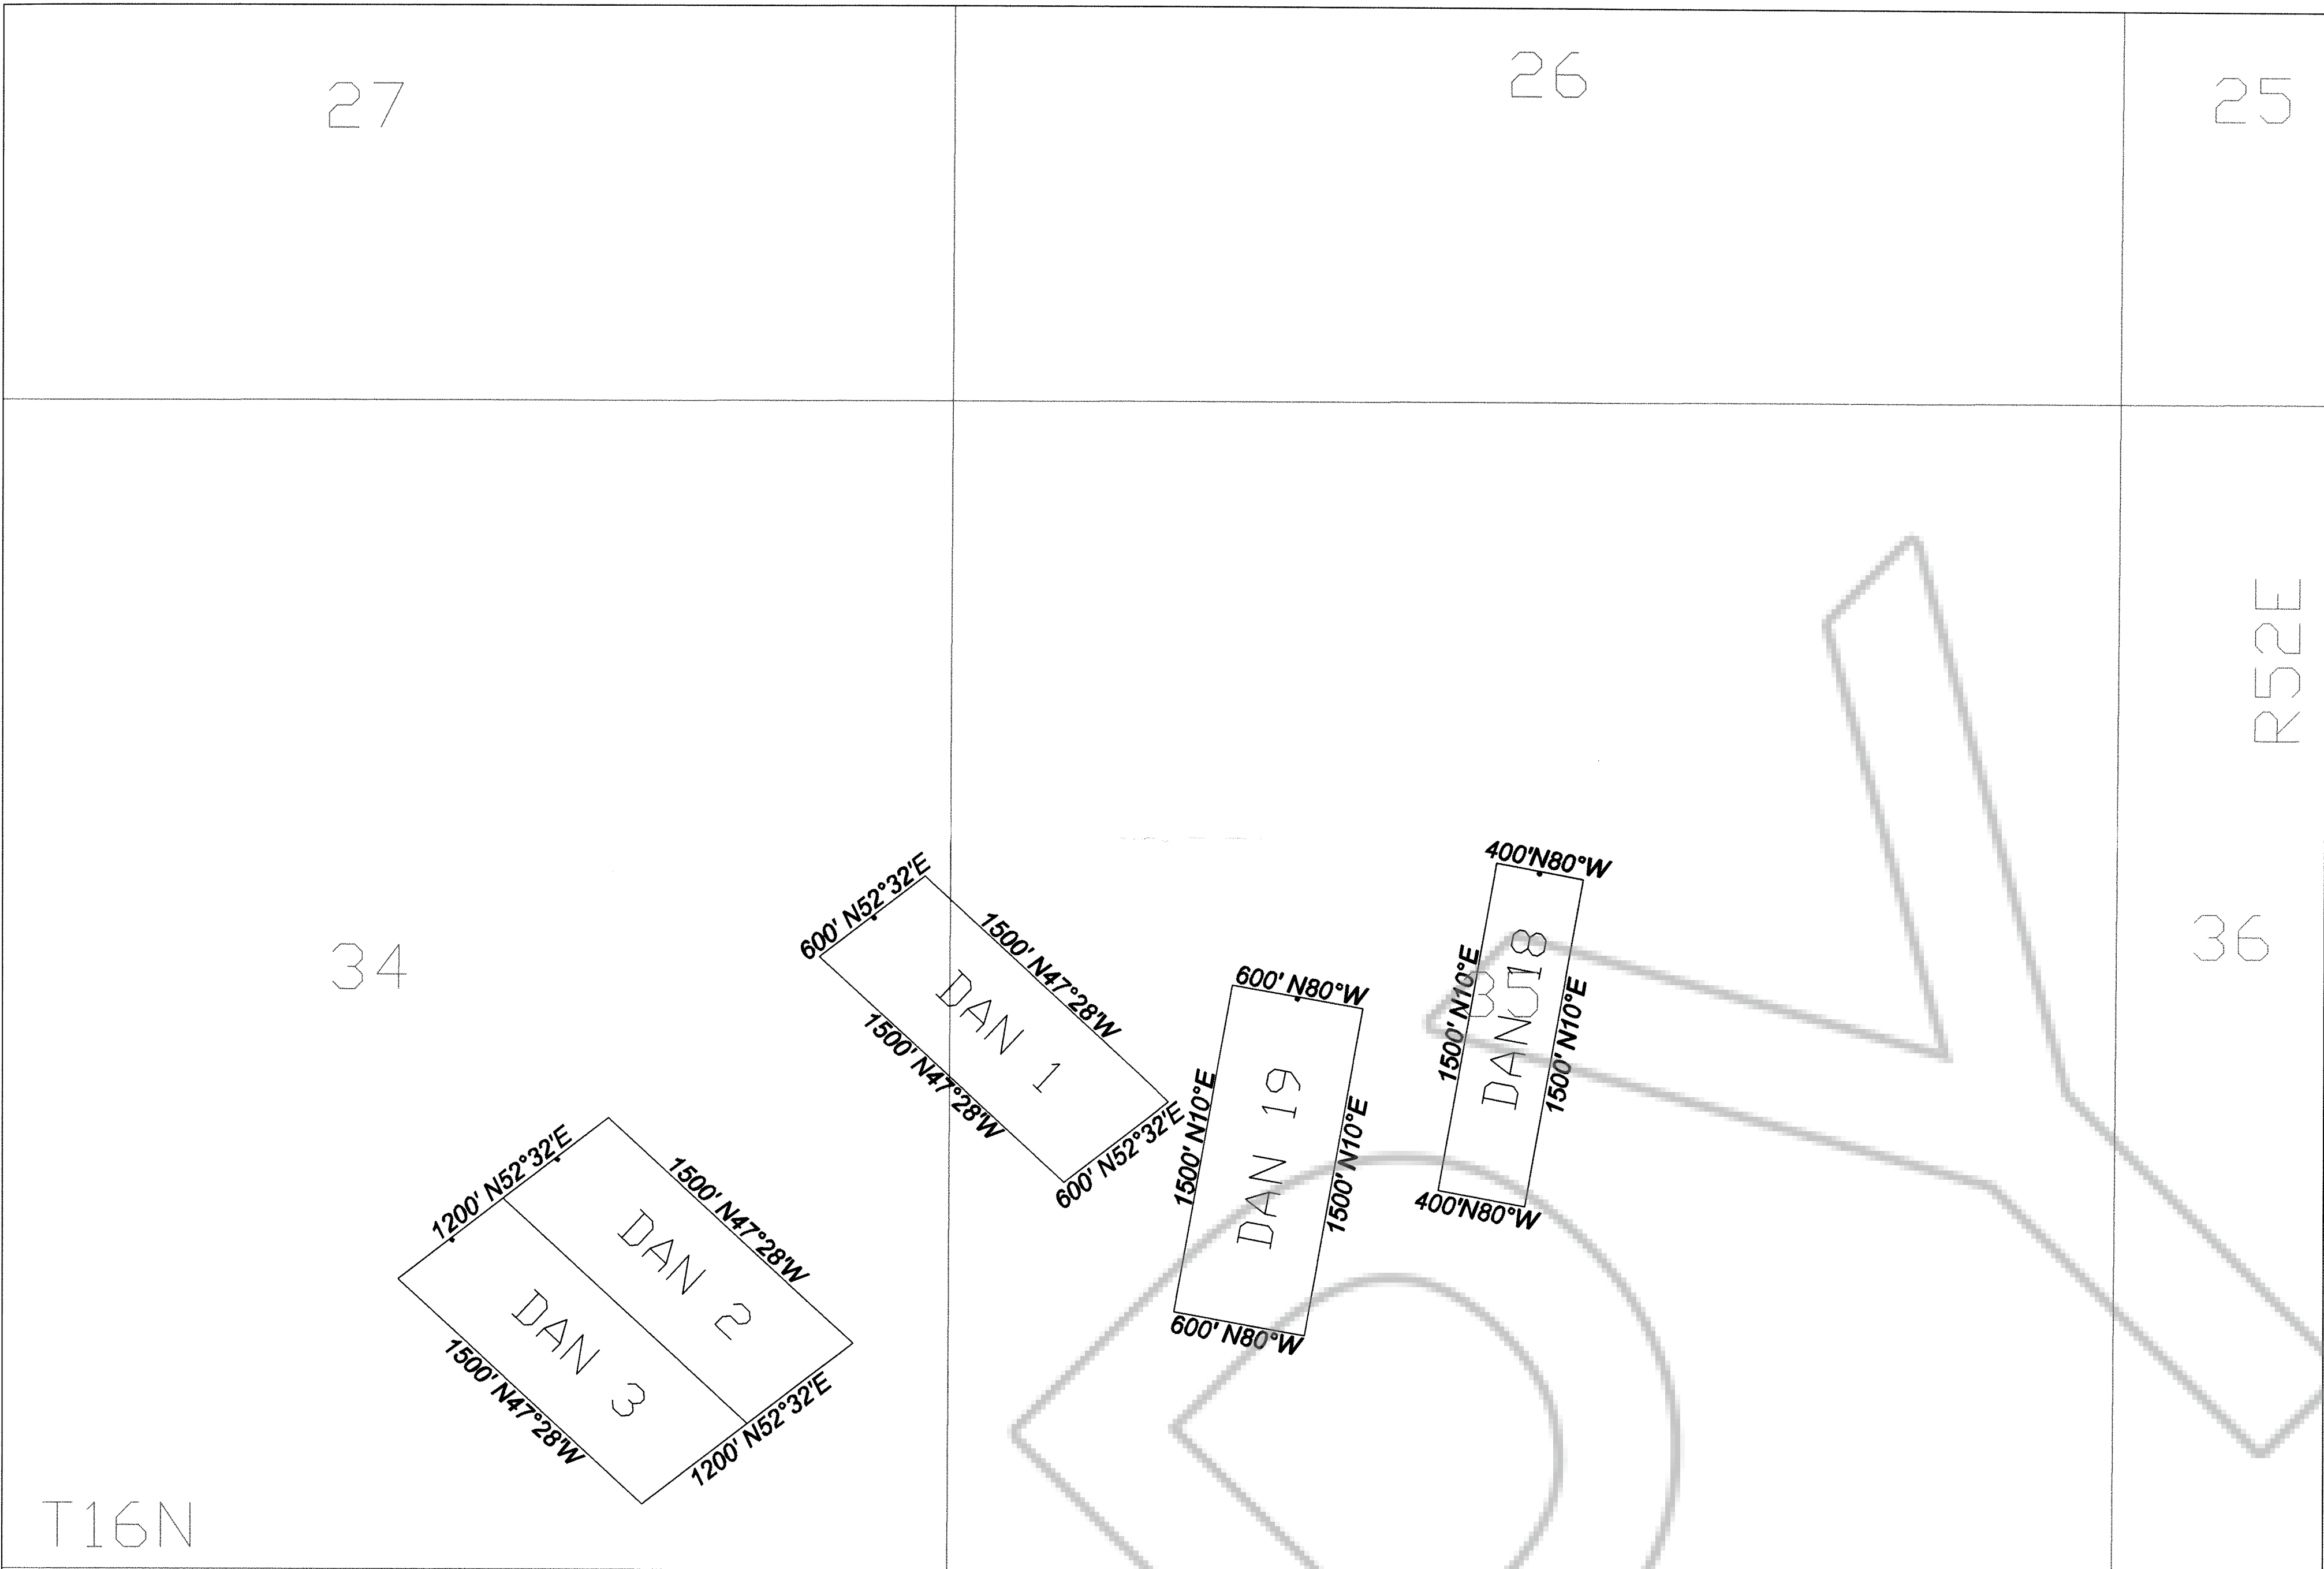 27
26
25
R52E
34
35
36
600' N52°32'E
1500' N47°28'W
DAN 1
1500' N47°28'W
600' N52°32'E
400'N80°W
1500' N10°E
DAN 18
1500' N10°E
400'N80°W
600' N80°W
1500' N10°E
DAN 19
1500' N10°E
600' N80°W
1200' N52°32'E
1500' N47°28'W
DAN 2
DAN 3
1500' N47°28'W
1200' N52°32'E
T16N